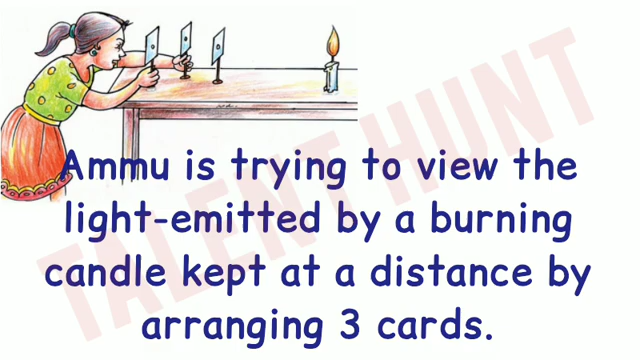 Ammu is trying to view the
light-emitted by a burning
candle kept at a distance by
arranging 3 cards.
TALENT HUNT